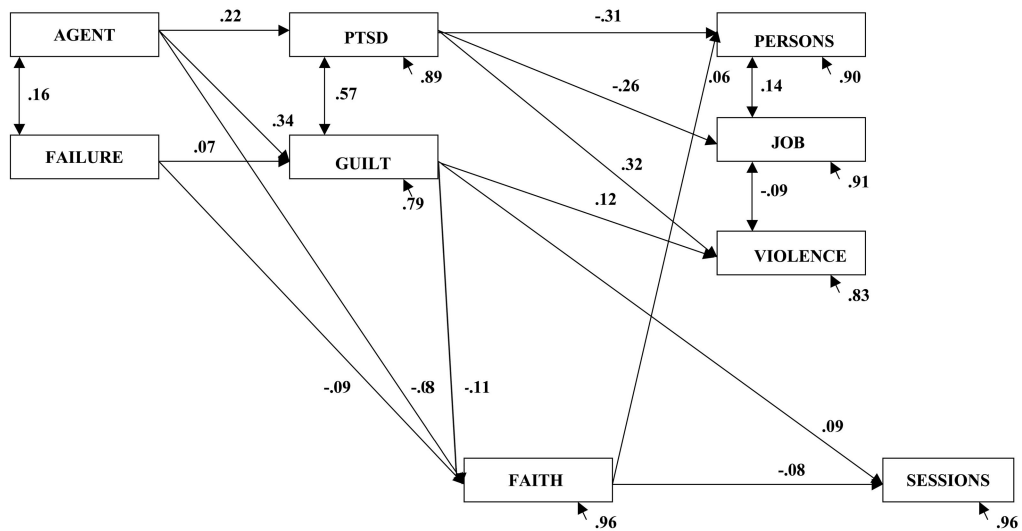 AGENT
.22
PTSD
-.31
PERSONS
.89
.06
.90
.16
.57
.14
-.26
.34
FAILURE
.07
GUILT
JOB
.32
.79
.12
.91
-.09
VIOLENCE
.83
-.09
-.08
-.11
.09
FAITH
-.08
SESSIONS
.96
.96